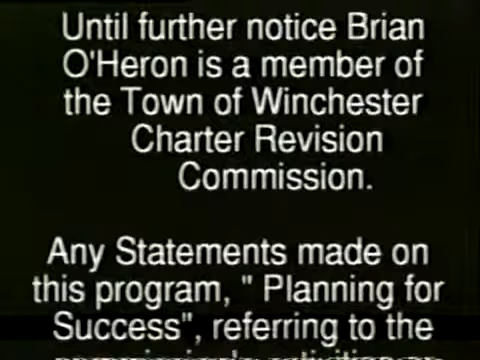 Until further notice Brian
O'Heron is a member of
the Town of Winchester
Charter Revision
Commission.
Any Statements made on
this program, " Planning for
Success", referring to the